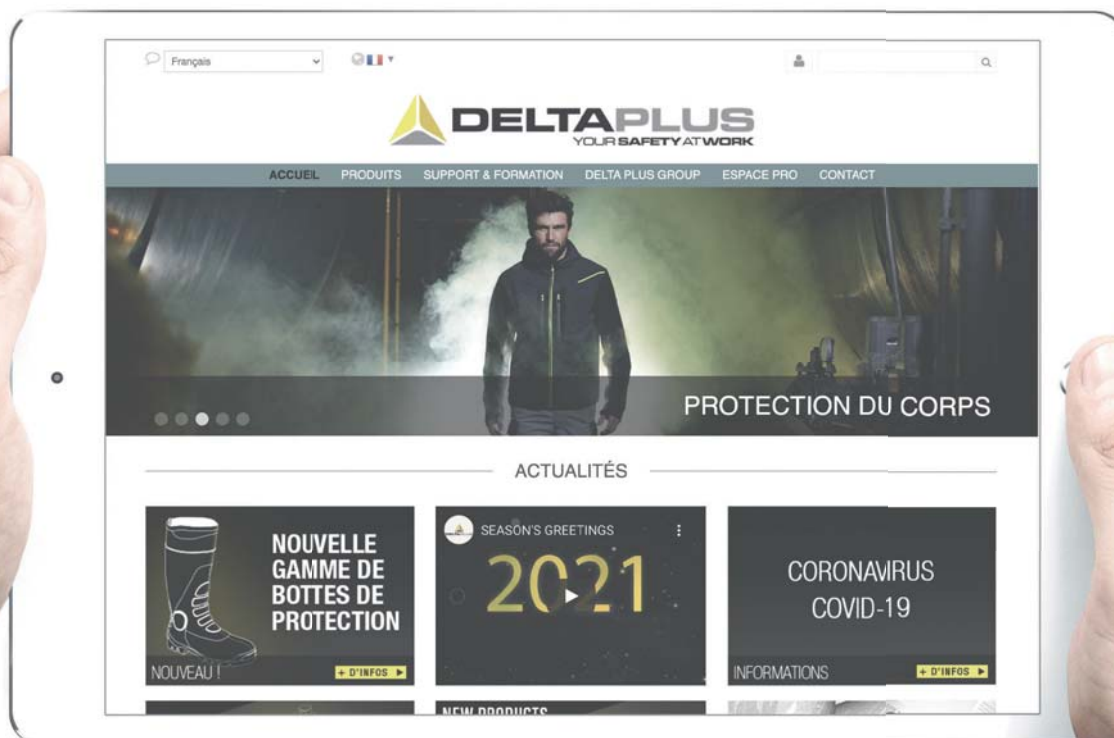 Français
DELTAPLUS
YOUR SAFETY AT WORK
ACCUEIL PRODUITS SUPPORT & FORMATION DELTA PLUS GROUP ESPACE PRO CONTACT
PROTECTION DU CORPS
ACTUALITÉS
NOUVELLE
GAMME DE
BOTTES DE
PROTECTION
NOUVEAU !
+ D'INFOS
SEASON'S GREETINGS
2021
CORONAVIRUS
COVID-19
INFORMATIONS
+ D'INFOS
NEW PRODUCTS